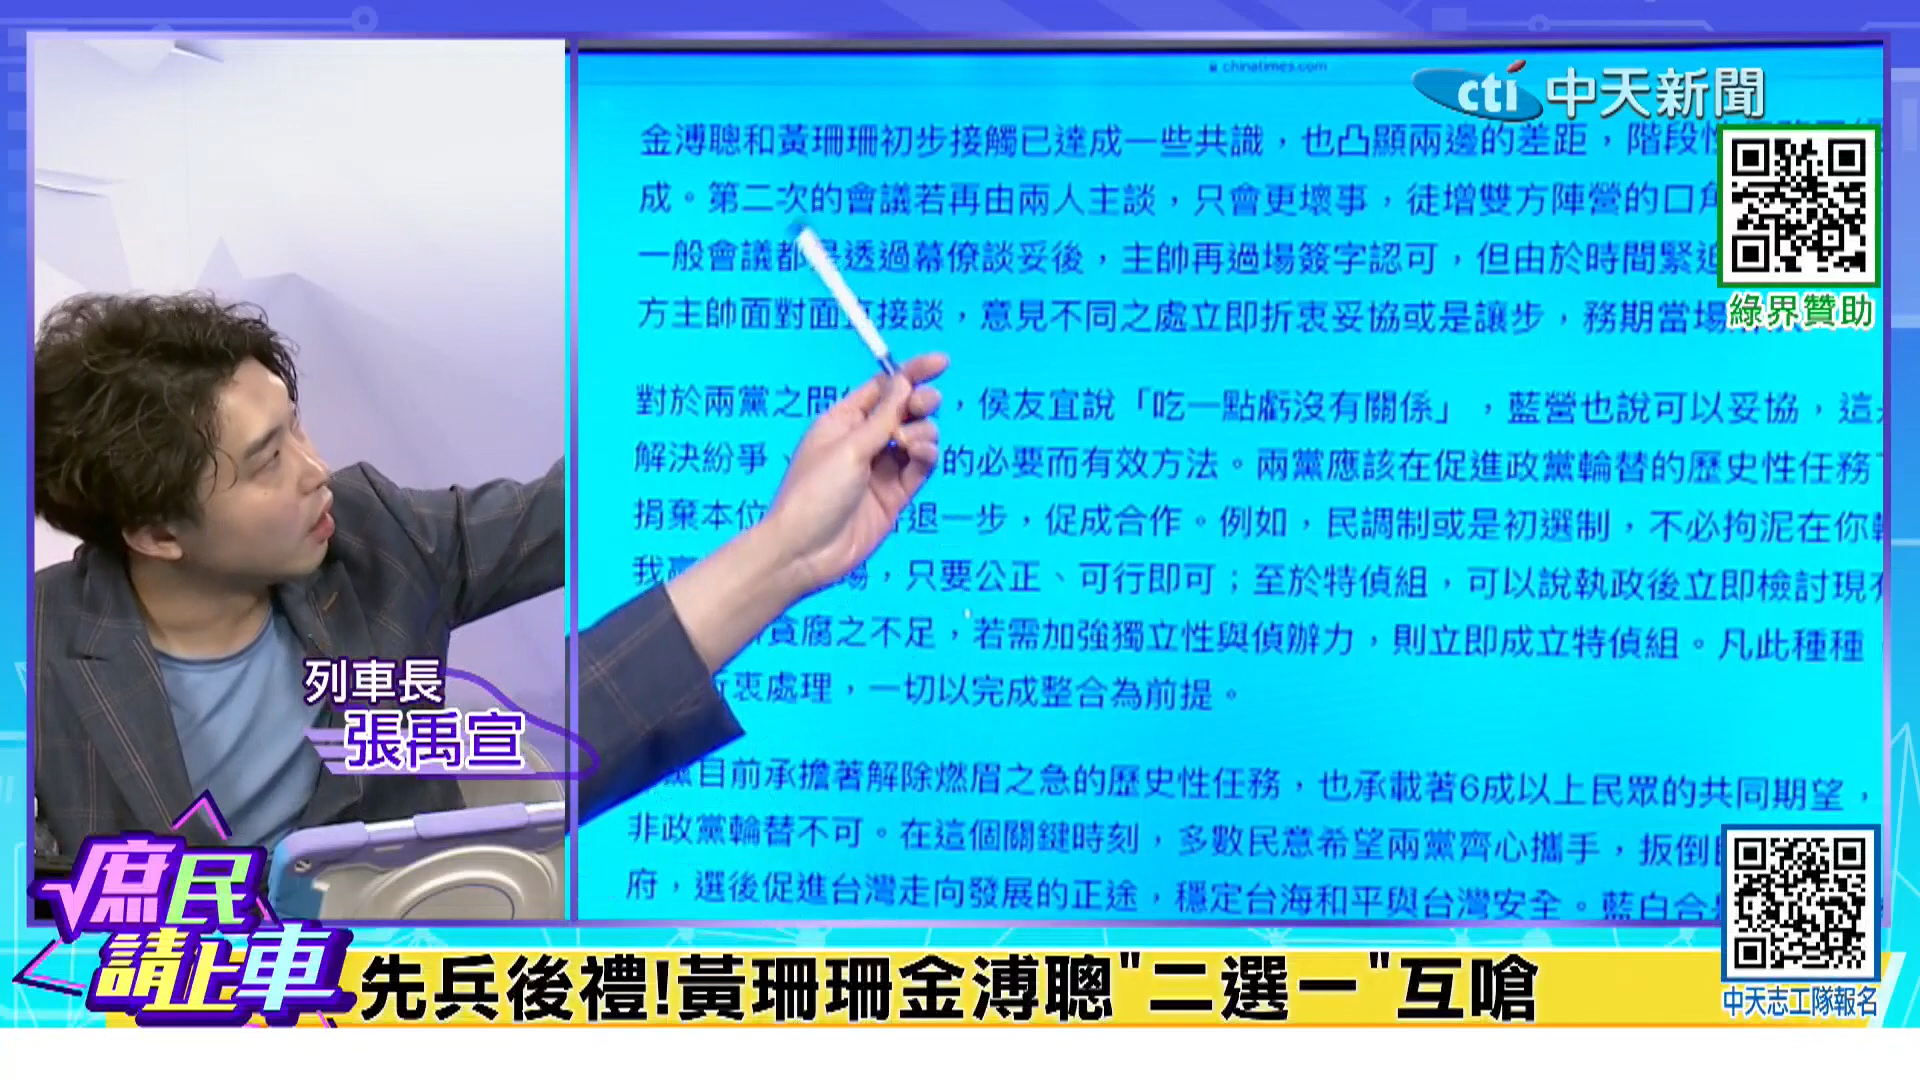 chinatimes.com
cti 中天新聞
金溥聰和黃珊珊初步接觸已達成一些共識，也凸顯兩邊的差距，階段性
成。第二次的會議若再由兩人主談，只會更壞事，徒增雙方陣營的口角
一般會議都是透過幕僚談妥後，主帥再過場簽字認可，但由於時間緊迫
方主帥面對面直接談，意見不同之處立即折衷妥協或是讓步，務期當場
綠界贊助
對於兩黨之間，侯友宜說「吃一點虧沒有關係」，藍營也說可以妥協，這
解決紛爭、的必要而有效方法。兩黨應該在促進政黨輪替的歷史性任務下
捐棄本位退一步，促成合作。例如，民調制或是初選制，不必拘泥在你
我，只要公正、可行即可；至於特偵組，可以說執政後立即檢討現有
貪腐之不足，若需加強獨立性與偵辦力，則立即成立特偵組。凡此種種
折衷處理，一切以完成整合為前提。
黨目前承擔著解除燃眉之急的歷史性任務，也承載著6成以上民眾的共同期望，
非政黨輪替不可。在這個關鍵時刻，多數民意希望兩黨齊心攜手，扳倒
府，選後促進台灣走向發展的正途，穩定台海和平與台灣安全。藍白合
列車長
張禹宣
庶民
請上車
先兵後禮!黃珊珊金溥聰"二選一"互嗆
中天志工隊報名